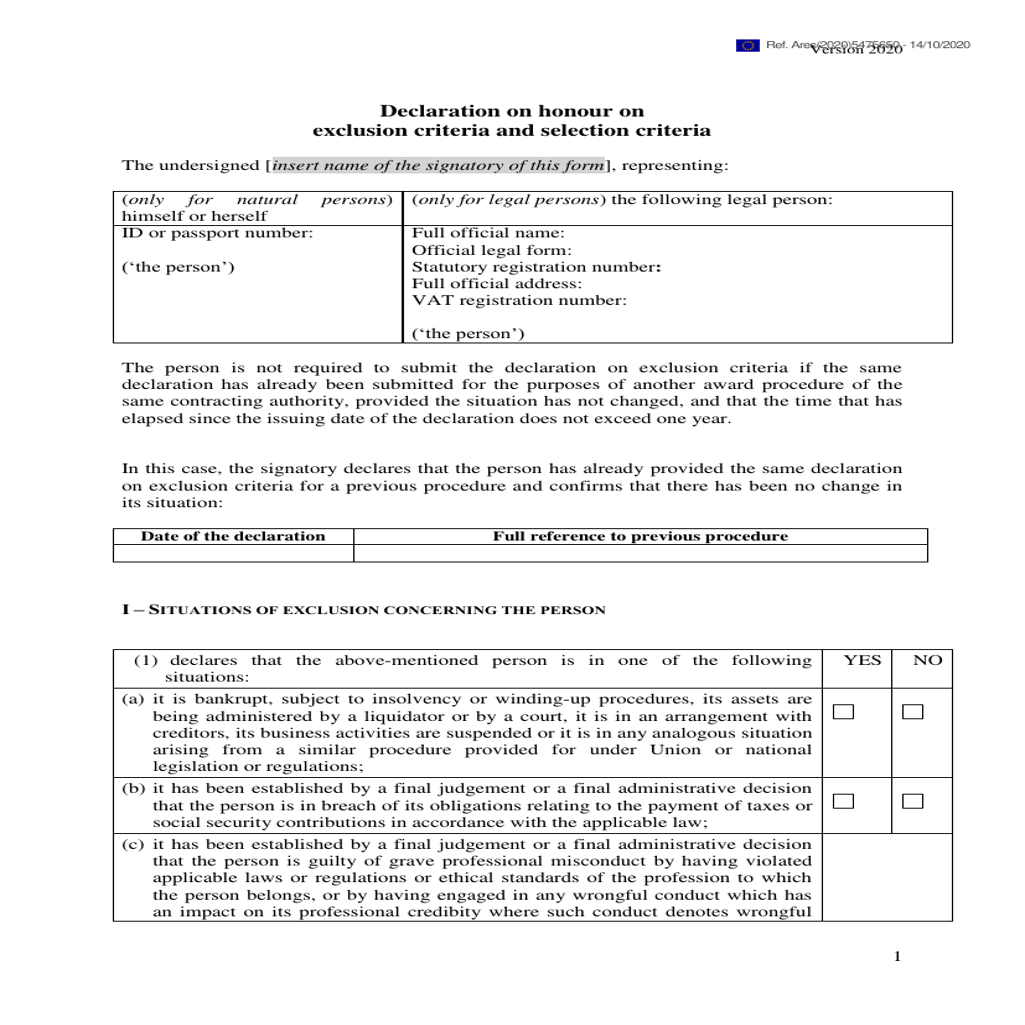 Ref. Ares(2020)5475650 - 14/10/2020
Version 2020
Declaration on honour on
exclusion criteria and selection criteria
The undersigned [insert name of the signatory of this form], representing:
(only for natural persons)
himself or herself
(only for legal persons) the following legal person:
ID or passport number:
(‘the person’)
Full official name:
Official legal form:
Statutory registration number:
Full official address:
VAT registration number:
(‘the person’)
The person is not required to submit the declaration on exclusion criteria if the same
declaration has already been submitted for the purposes of another award procedure of the
same contracting authority, provided the situation has not changed, and that the time that has
elapsed since the issuing date of the declaration does not exceed one year.
In this case, the signatory declares that the person has already provided the same declaration
on exclusion criteria for a previous procedure and confirms that there has been no change in
its situation:
Date of the declaration
Full reference to previous procedure
I – SITUATIONS OF EXCLUSION CONCERNING THE PERSON
(1) declares that the above-mentioned person is in one of the following
situations:
YES
NO
(a) it is bankrupt, subject to insolvency or winding-up procedures, its assets are
being administered by a liquidator or by a court, it is in an arrangement with
creditors, its business activities are suspended or it is in any analogous situation
arising from a similar procedure provided for under Union or national
legislation or regulations;
(b) it has been established by a final judgement or a final administrative decision
that the person is in breach of its obligations relating to the payment of taxes or
social security contributions in accordance with the applicable law;
(c) it has been established by a final judgement or a final administrative decision
that the person is guilty of grave professional misconduct by having violated
applicable laws or regulations or ethical standards of the profession to which
the person belongs, or by having engaged in any wrongful conduct which has
an impact on its professional credibity where such conduct denotes wrongful
1